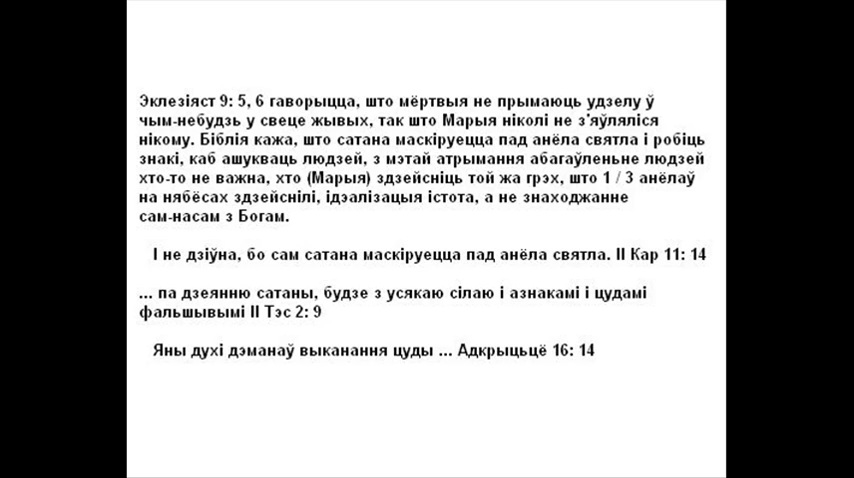 Эклезіяст 9: 5, 6 гаворыцца, што мёртвыя не прымаюць удзелу ў
чым-небудзь у свеце жывых, так што Марыя ніколі не з'яўляліся
нікому. Біблія кажа, што сатана маскіруецца пад анёла святла і робіць
знакі, каб ашукваць людзей, з мэтай атрымання абагаўленьне людзей
хто-то не важна, хто (Марыя) здзейсніць той жа грэх, што 1 / 3 анёлаў
на нябёсах здзейснілі, ідэалізацыя істота, а не знаходжанне
сам-насам з Богам.
І не дзіўна, бо сам сатана маскіруецца пад анёла святла. II Кар 11: 14
... па дзеянню сатаны, будзе з усякаю сілаю і азнакамі і цудамі
фальшывымі II Тэс 2: 9
Яны духі дэманаў выканання цуды ... Адкрыцьцё 16: 14